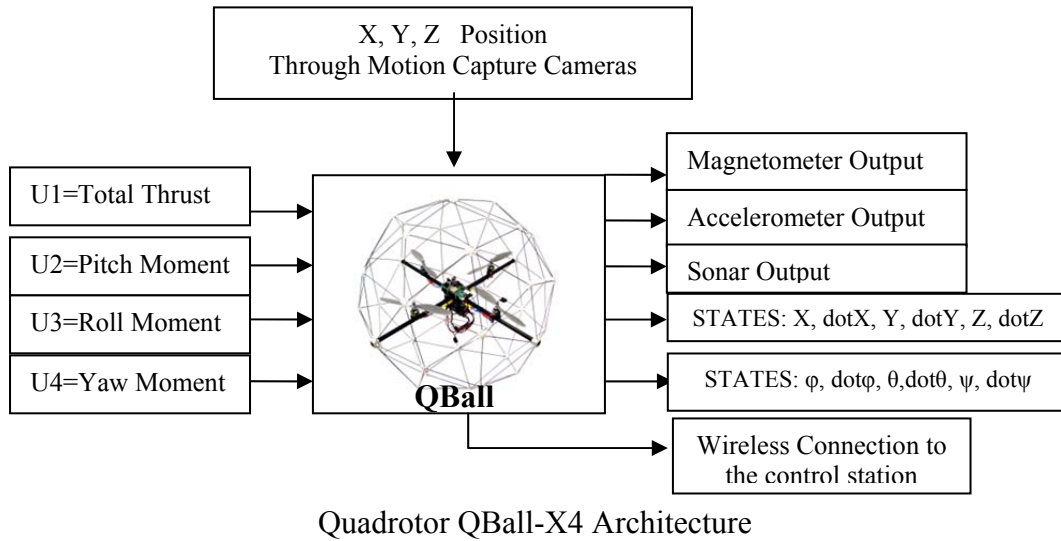 X, Y, Z Position
Through Motion Capture Cameras
U1=Total Thrust
U2=Pitch Moment
U3=Roll Moment
U4=Yaw Moment
QBall
Magnetometer Output
Accelerometer Output
Sonar Output
STATES: X, dotX, Y, dotY, Z, dotZ
STATES: φ, dotφ, θ,dotθ, ψ, dotψ
Wireless Connection to
the control station
Quadrotor QBall-X4 Architecture